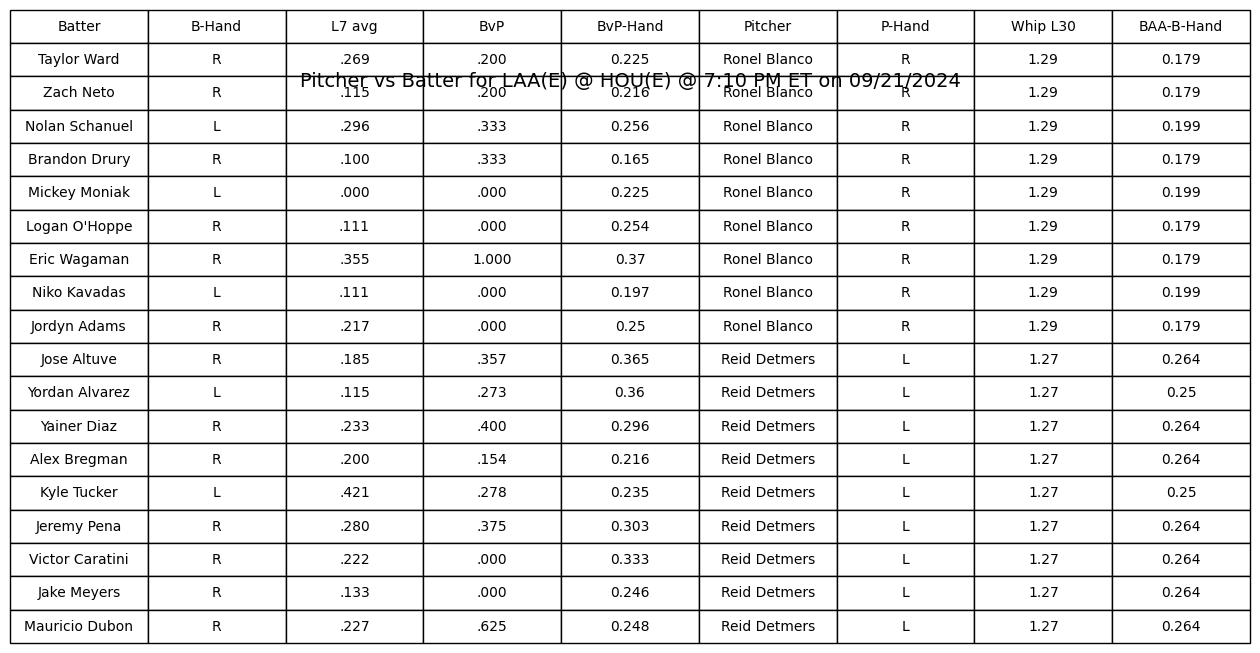 Batter B-Hand L7 avg BvP BvP-Hand Pitcher P-Hand Whip L30 BAA-B-Hand
Taylor Ward R .269 .200 0.225 Ronel Blanco R 1.29 0.179
Pitcher vs Batter for LAA(E) @ HOU(E) @ 7:10 PM ET on 09/21/2024
Zach Neto R .115 .200 0.216 Ronel Blanco R 1.29 0.179
Nolan Schanuel L .296 .333 0.256 Ronel Blanco R 1.29 0.199
Brandon Drury R .100 .333 0.165 Ronel Blanco R 1.29 0.179
Mickey Moniak L .000 .000 0.225 Ronel Blanco R 1.29 0.199
Logan O'Hoppe R .111 .000 0.254 Ronel Blanco R 1.29 0.179
Eric Wagaman R .355 1.000 0.37 Ronel Blanco R 1.29 0.179
Niko Kavadas L .111 .000 0.197 Ronel Blanco R 1.29 0.199
Jordyn Adams R .217 .000 0.25 Ronel Blanco R 1.29 0.179
Jose Altuve R .185 .357 0.365 Reid Detmers L 1.27 0.264
Yordan Alvarez L .115 .273 0.36 Reid Detmers L 1.27 0.25
Yainer Diaz R .233 .400 0.296 Reid Detmers L 1.27 0.264
Alex Bregman R .200 .154 0.216 Reid Detmers L 1.27 0.264
Kyle Tucker L .421 .278 0.235 Reid Detmers L 1.27 0.25
Jeremy Pena R .280 .375 0.303 Reid Detmers L 1.27 0.264
Victor Caratini R .222 .000 0.333 Reid Detmers L 1.27 0.264
Jake Meyers R .133 .000 0.246 Reid Detmers L 1.27 0.264
Mauricio Dubon R .227 .625 0.248 Reid Detmers L 1.27 0.264